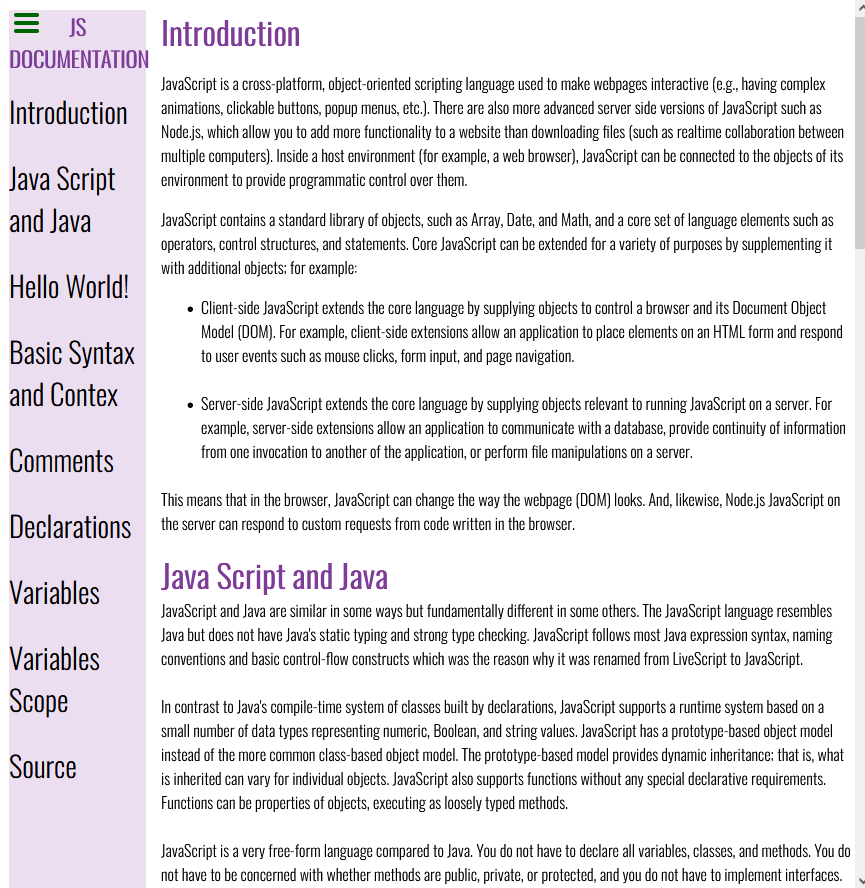 JS
DOCUMENTATION
Introduction
Java Script
and Java
Hello World!
Basic Syntax
and Contex
Comments
Declarations
Variables
Variables
Scope
Source
Introduction
JavaScript is a cross-platform, object-oriented scripting language used to make webpages interactive (e.g., having complex
animations, clickable buttons, popup menus, etc.). There are also more advanced server side versions of JavaScript such as
Node.js, which allow you to add more functionality to a website than downloading files (such as realtime collaboration between
multiple computers). Inside a host environment (for example, a web browser), JavaScript can be connected to the objects of its
environment to provide programmatic control over them.
JavaScript contains a standard library of objects, such as Array, Date, and Math, and a core set of language elements such as
operators, control structures, and statements. Core JavaScript can be extended for a variety of purposes by supplementing it
with additional objects; for example:
• Client-side JavaScript extends the core language by supplying objects to control a browser and its Document Object
Model (DOM). For example, client-side extensions allow an application to place elements on an HTML form and respond
to user events such as mouse clicks, form input, and page navigation.
• Server-side JavaScript extends the core language by supplying objects relevant to running JavaScript on a server. For
example, server-side extensions allow an application to communicate with a database, provide continuity of information
from one invocation to another of the application, or perform file manipulations on a server.
This means that in the browser, JavaScript can change the way the webpage (DOM) looks. And, likewise, Node.js JavaScript on
the server can respond to custom requests from code written in the browser.
Java Script and Java
JavaScript and Java are similar in some ways but fundamentally different in some others. The JavaScript language resembles
Java but does not have Java's static typing and strong type checking. JavaScript follows most Java expression syntax, naming
conventions and basic control-flow constructs which was the reason why it was renamed from LiveScript to JavaScript.
In contrast to Java's compile-time system of classes built by declarations, JavaScript supports a runtime system based on a
small number of data types representing numeric, Boolean, and string values. JavaScript has a prototype-based object model
instead of the more common class-based object model. The prototype-based model provides dynamic inheritance; that is, what
is inherited can vary for individual objects. JavaScript also supports functions without any special declarative requirements.
Functions can be properties of objects, executing as loosely typed methods.
JavaScript is a very free-form language compared to Java. You do not have to declare all variables, classes, and methods. You do
not have to be concerned with whether methods are public, private, or protected, and you do not have to implement interfaces.